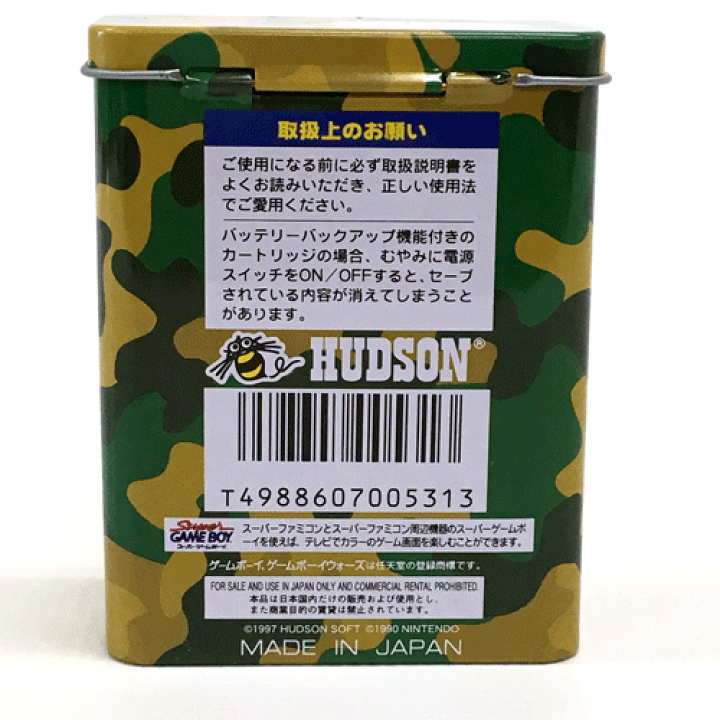 取扱上のお願い
ご使用になる前に必ず取扱説明書を
よくお読みいただき、正しい使用法
でご愛用ください。
バッテリーバックアップ機能付きの
カートリッジの場合、むやみに電源
スイッチをON/OFFすると、セーブ
されている内容が消えてしまうこと
があります。
HUDSON®
T4988607005313
Super
GAME BOY
スーパーゲームボーイ
スーパーファミコンとスーパーファミコン周辺機器のスーパーゲームボ
ーイを使えば、テレビでカラーのゲーム画面を楽しむことができます。
ゲームボーイ、ゲームボーイウォーズは任天堂の登録商標です。
FOR SALE AND USE IN JAPAN ONLY AND COMMERCIAL RENTAL PROHIBITED.
本品は日本国内だけの販売および使用とし、
また商業目的の賃貸は禁止されています。
©1997 HUDSON SOFT ©1990 NINTENDO
MADE IN JAPAN